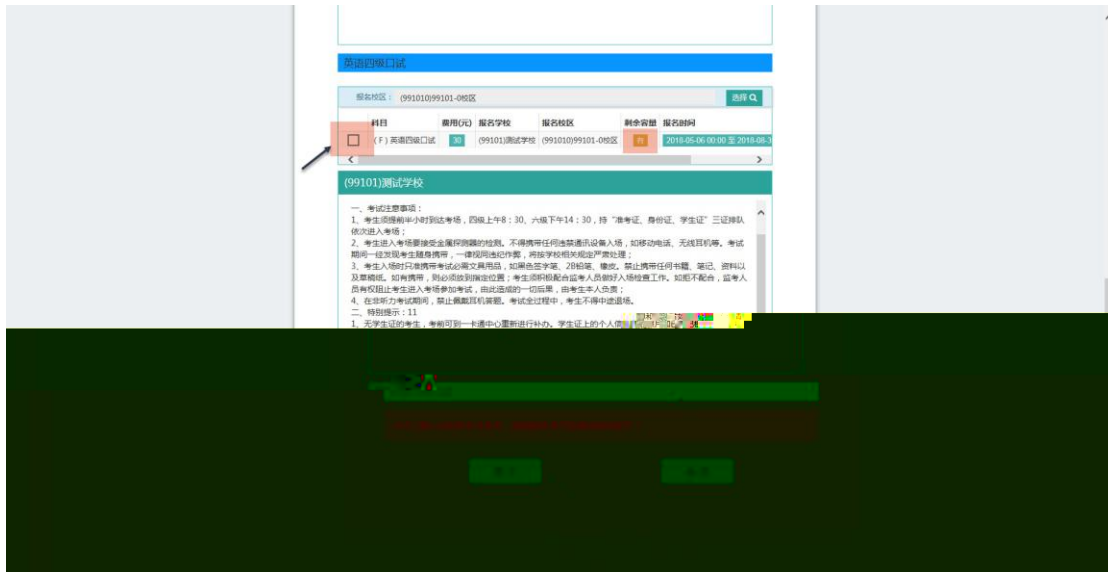 英语四级口试
报名校区： (991010)99101-0校区 选择
科目 费用(元) 报名学校 报名校区 剩余容量 报名时间
（F）英语四级口试 30 (99101)测试学校 (991010)99101-0校区 有 2018-05-06 00:00 至 2018-08-3
(99101)测试学校
一、考试注意事项：
1、考生须提前半小时到达考场，四级上午8：30、六级下午14：30，持“准考证、身份证、学生证”三证排队
依次进入考场；
2、考生进入考场要接受金属探测器的检测。不得携带任何违禁通讯设备入场，如移动电话、无线耳机等。考试
期间一经发现考生随身携带，一律视同违纪作弊，将按学校相关规定严肃处理；
3、考生入场时只准携带考试必需文具用品，如黑色签字笔、2B铅笔、橡皮。禁止携带任何书籍、笔记、资料以
及草稿纸。如有携带，则必须放到指定位置；考生须积极配合监考人员做好入场检查工作。如拒不配合，监考人
员有权阻止考生进入考场参加考试，由此造成的一切后果，由考生本人负责；
4、在非听力考试期间，禁止佩戴耳机答题。考试全过程中，考生不得中途退场。
二、特别提示：11
1、无学生证的考生，考前可到一卡通中心重新进行补办。学生证上的个人信